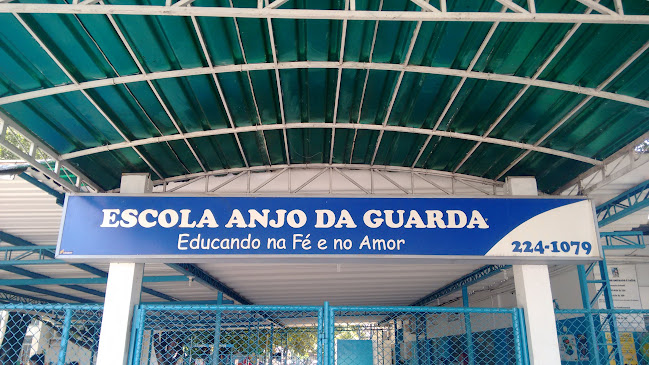 ESCOLA ANJO DA GUARDA
Educando na Fé e no Amor
224-1079